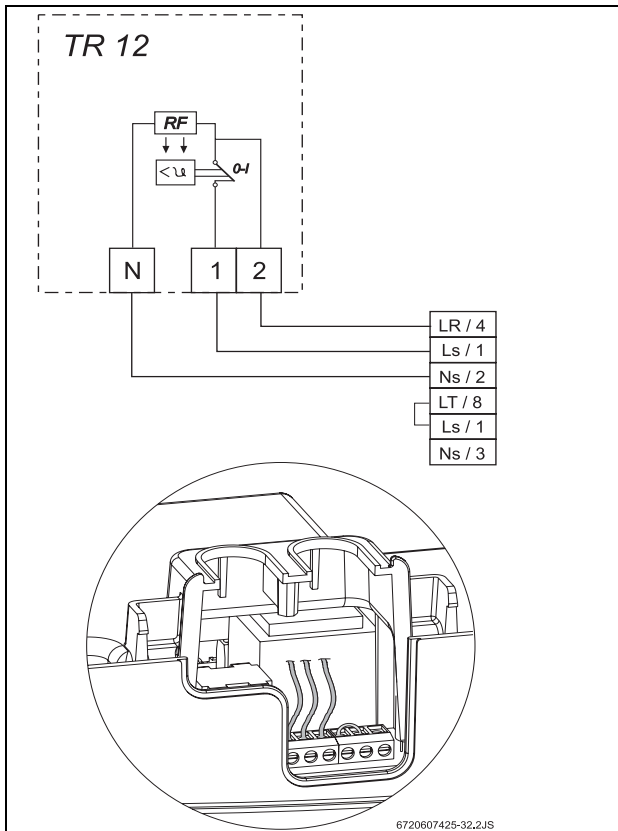 TR 12
RF
0-I
< 
N 1 2
LR / 4
Ls / 1
Ns / 2
LT / 8
Ls / 1
Ns / 3
6720607425-32.2JS